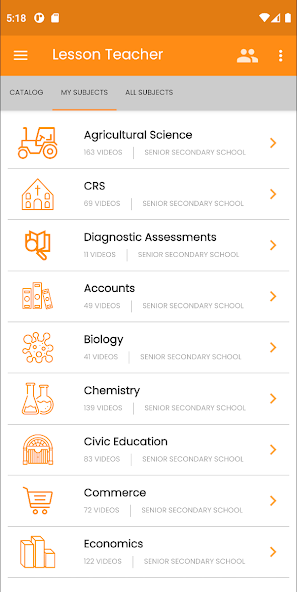 5:18
Lesson Teacher
CATALOG MY SUBJECTS ALL SUBJECTS
Agricultural Science
163 VIDEOS SENIOR SECONDARY SCHOOL
CRS
69 VIDEOS SENIOR SECONDARY SCHOOL
Diagnostic Assessments
11 VIDEOS SENIOR SECONDARY SCHOOL
Accounts
49 VIDEOS SENIOR SECONDARY SCHOOL
Biology
41 VIDEOS SENIOR SECONDARY SCHOOL
Chemistry
139 VIDEOS SENIOR SECONDARY SCHOOL
Civic Education
83 VIDEOS SENIOR SECONDARY SCHOOL
Commerce
72 VIDEOS SENIOR SECONDARY SCHOOL
Economics
122 VIDEOS SENIOR SECONDARY SCHOOL